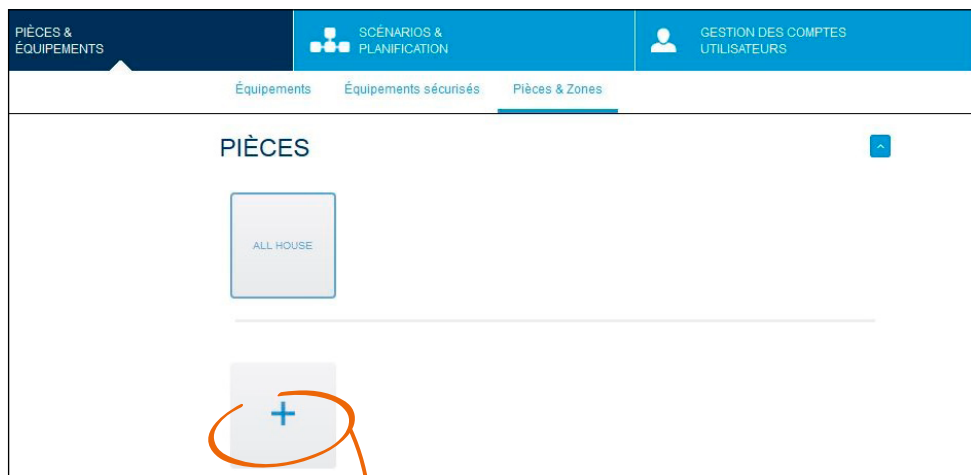 PIÈCES &
ÉQUIPEMENTS
SCÉNARIOS &
PLANIFICATION
GESTION DES COMPTES
UTILISATEURS
Équipements Équipements sécurisés Pièces & Zones
PIÈCES
ALL HOUSE
+